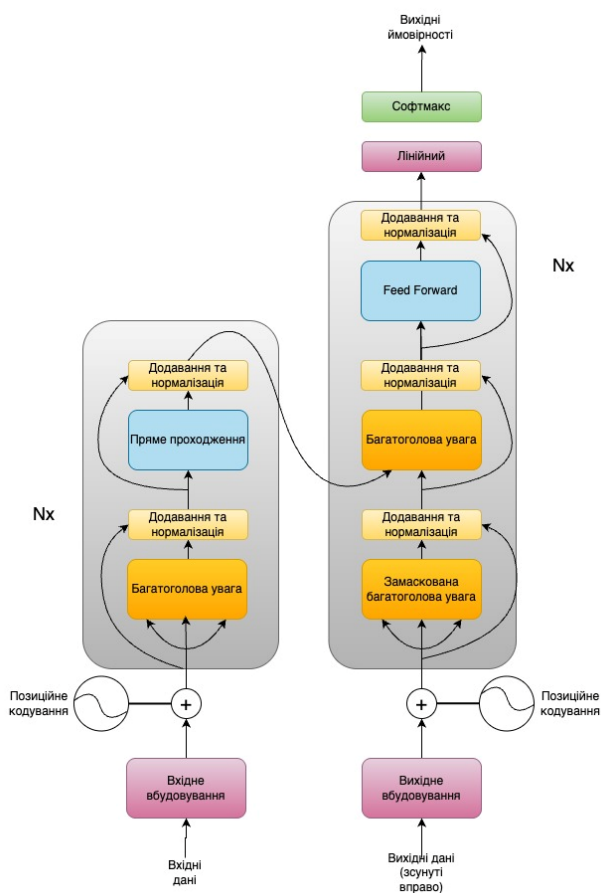 Вихідні
ймовірності
Софтмакс
Лінійний
Додавання та
нормалізація
Feed Forward
Nx
Додавання та
нормалізація
Багатоголова увага
Додавання та
нормалізація
Замаскована
багатоголова увага
Додавання та
нормалізація
Пряме проходження
Nx
Додавання та
нормалізація
Багатоголова увага
Позиційне
кодування
+
+
Позиційне
кодування
Вхідне
вбудовування
Вихідне
вбудовування
Вхідні
дані
Вихідні дані
(зсунуті
вправо)